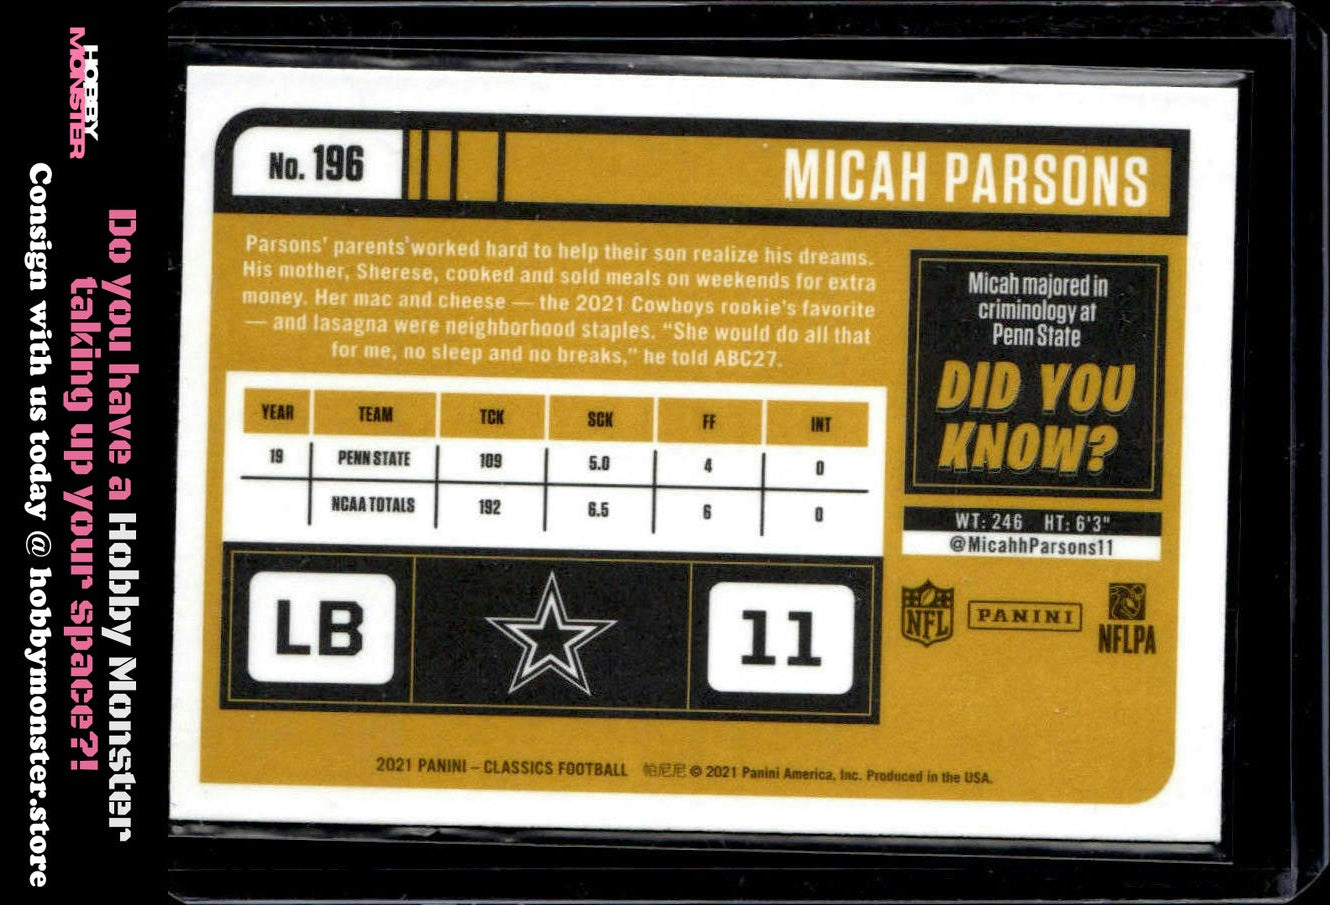 HOBBY
MONSTER
Do you have a Hobby Monster
taking up your space?!
Consign with us today @ hobbymonster.store
No. 196
MICAH PARSONS
Parsons' parents worked hard to help their son realize his dreams.
His mother, Sherese, cooked and sold meals on weekends for extra
money. Her mac and cheese — the 2021 Cowboys rookie's favorite
— and lasagna were neighborhood staples. “She would do all that
for me, no sleep and no breaks,” he told ABC27.
YEAR TEAM TCK SCK FF INT
19 PENN STATE 109 5.0 4 0
NCAA TOTALS 192 6.5 6 0
Micah majored in
criminology at
Penn State
DID YOU
KNOW?
WT: 246 HT: 6'3"
@MicahhParsons11
NFL
PANINI
NFLPA
LB
11
2021 PANINI – CLASSICS FOOTBALL 帕尼尼 © 2021 Panini America, Inc. Produced in the USA.